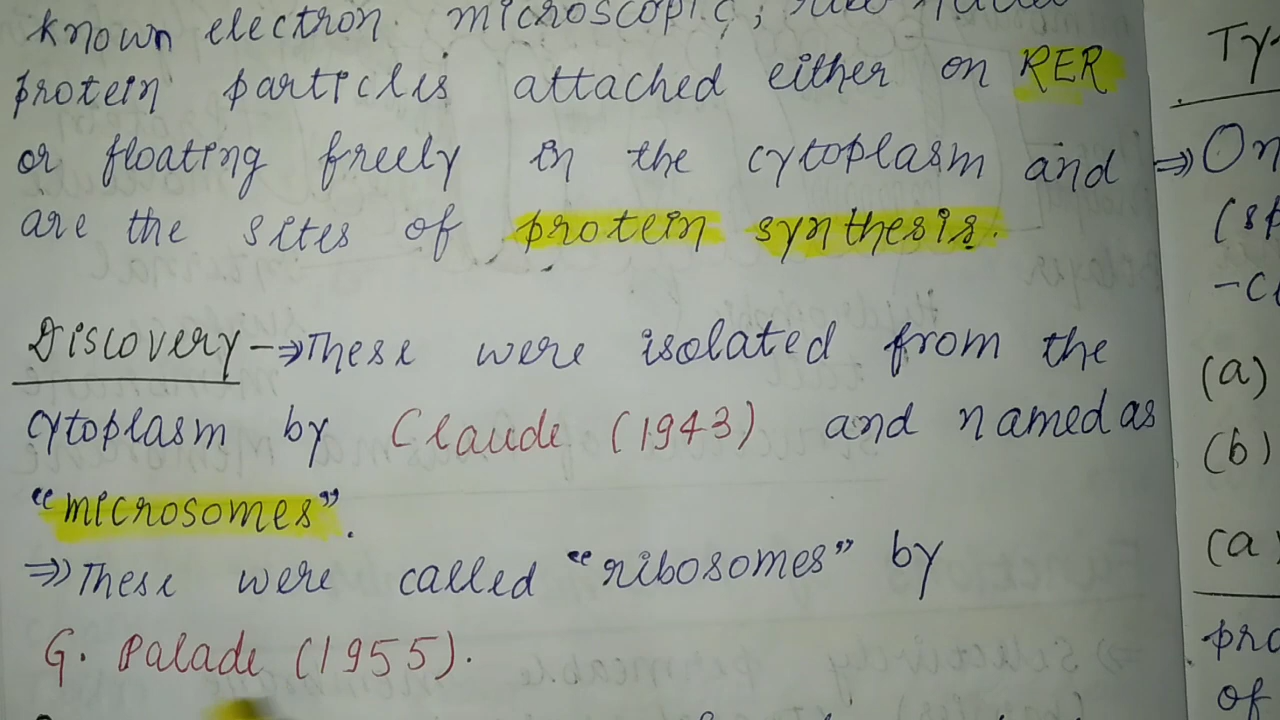 known electron microscopic,
protein particles attached either on RER
or floating freely in the cytoplasm and
are the sites of protein synthesis.
Discovery → These were isolated from the
cytoplasm by Claude (1943) and named as
"microsomes".
⇒ These were called "ribosomes" by
G. Palade (1955).
⇒ On
(a)
(b)
(a)
of